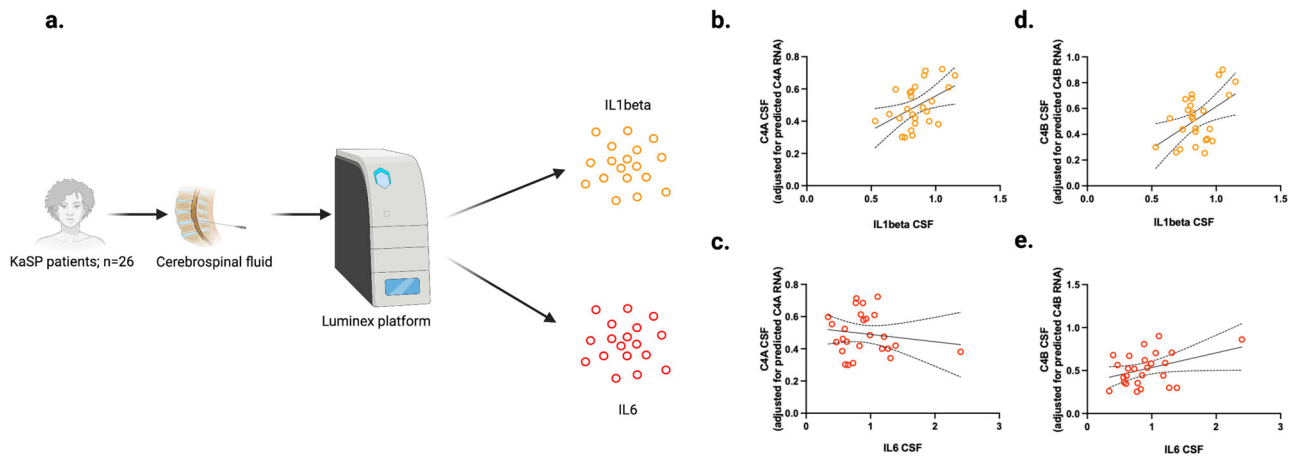 a.
KaSP patients; n=26
Cerebrospinal fluid
Luminex platform
IL1beta
IL6
b.
C4A CSF
(adjusted for predicted C4A RNA)
0.8
0.6
0.4
0.2
0.0
0.0
0.5
1.0
1.5
IL1beta CSF
d.
C4B CSF
(adjusted for predicted C4B RNA)
1.0
0.8
0.6
0.4
0.2
0.0
0.0
0.5
1.0
1.5
IL1beta CSF
c.
C4A CSF
(adjusted for predicted C4A RNA)
0.8
0.6
0.4
0.2
0.0
0
1
2
3
IL6 CSF
e.
C4B CSF
(adjusted for predicted C4B RNA)
1.5
1.0
0.5
0.0
0
1
2
3
IL6 CSF